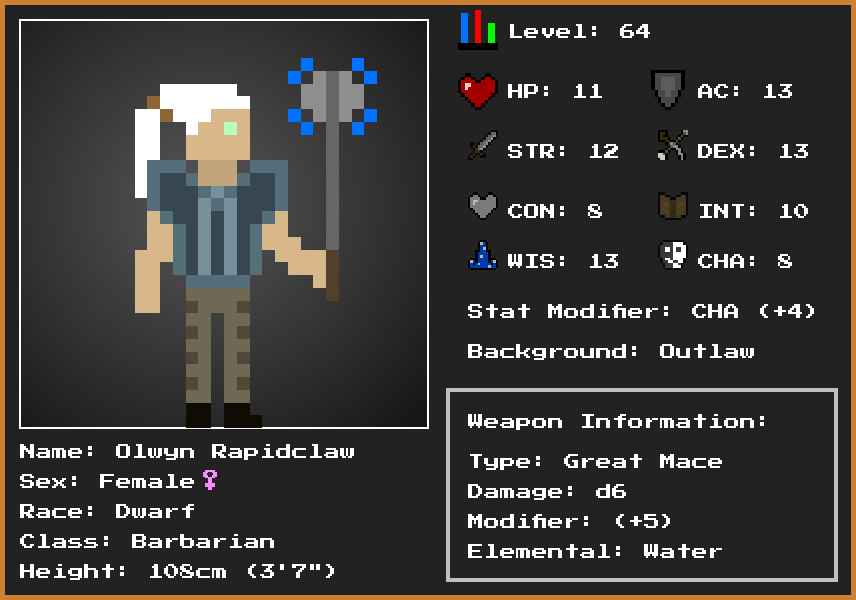 Level: 64
HP: 11
AC: 13
STR: 12
DEX: 13
CON: 8
INT: 10
WIS: 13
CHA: 8
Stat Modifier: CHA (+4)
Background: Outlaw
Weapon Information:
Type: Great Mace
Damage: d6
Modifier: (+5)
Elemental: Water
Name: Olwyn Rapidclaw
Sex: Female♀
Race: Dwarf
Class: Barbarian
Height: 108cm (3'7")